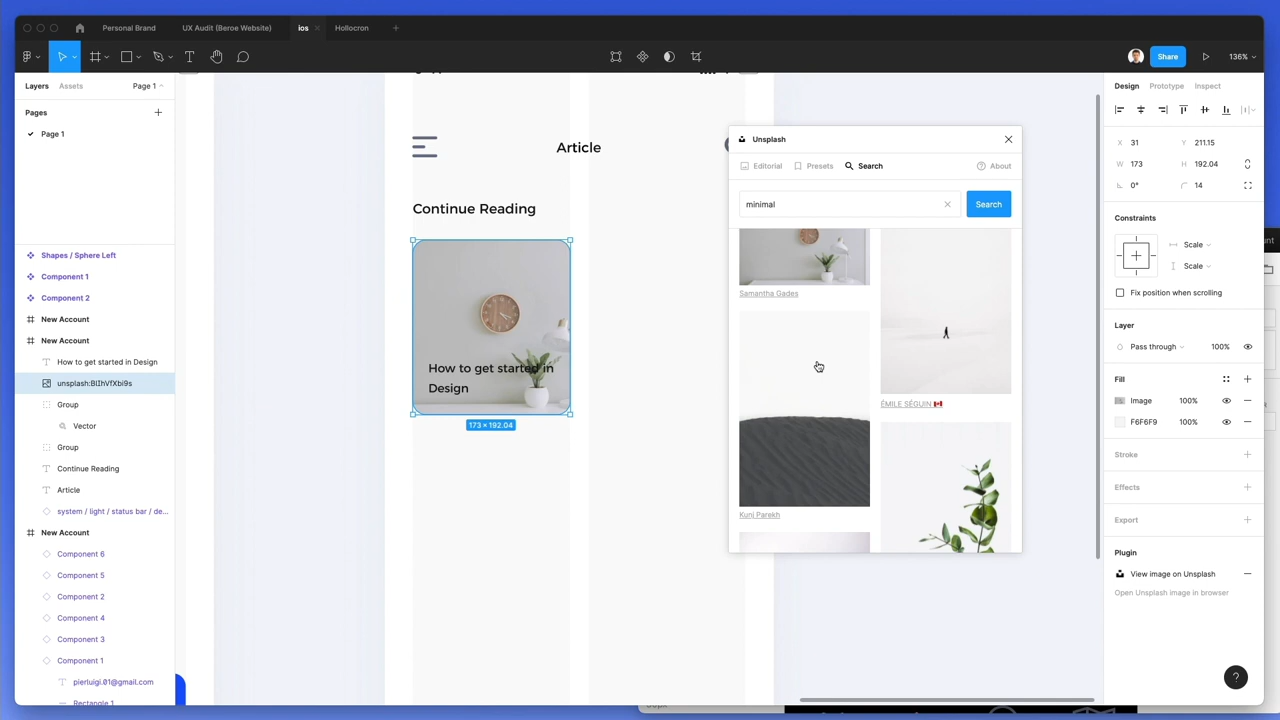 Personal Brand
UX Audit (Beroe Website)
ios
Hollocron
Share
136%
Layers
Assets
Page 1
Pages
Page 1
Shapes / Sphere Left
Component 1
Component 2
New Account
New Account
How to get started in Design
unsplash:BlIhVfXbi9s
Group
Vector
Group
Continue Reading
Article
system / light / status bar / de...
New Account
Component 6
Component 5
Component 2
Component 4
Component 3
Component 1
pierluigi.01@gmail.com
Rectangle 1
Article
Continue Reading
How to get started in
Design
173 × 192.04
Unsplash
Editorial
Presets
Search
About
minimal
Search
Samantha Gades
ÉMILE SÉGUIN 🇨🇦
Kunj Parekh
Design
Prototype
Inspect
X 31
Y 211.15
W 173
H 192.04
0°
14
Constraints
Scale
Scale
Fix position when scrolling
Layer
Pass through
100%
Fill
Image
100%
F6F6F9
100%
Stroke
Effects
Export
Plugin
View image on Unsplash
Open Unsplash image in browser
?